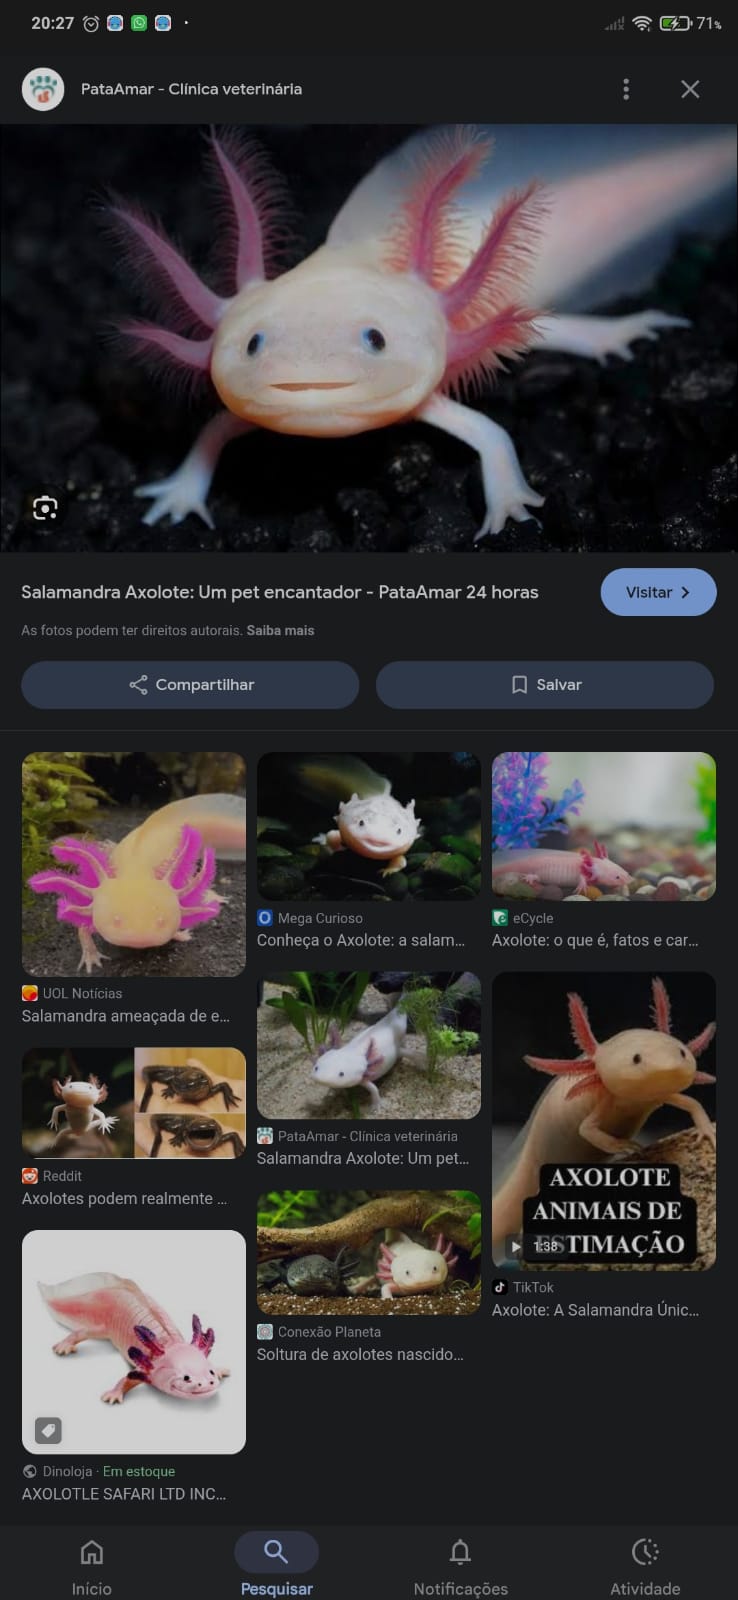 20:27
71%
PataAmar - Clínica veterinária
Salamandra Axolote: Um pet encantador - PataAmar 24 horas
Visitar
As fotos podem ter direitos autorais. Saiba mais
Compartilhar
Salvar
UOL Notícias
Salamandra ameaçada de e...
Mega Curioso
Conheça o Axolote: a salam...
eCycle
Axolote: o que é, fatos e car...
Reddit
Axolotes podem realmente ...
PataAmar - Clínica veterinária
Salamandra Axolote: Um pet...
AXOLOTE
ANIMAIS DE
ESTIMAÇÃO
1:38
TikTok
Axolote: A Salamandra Únic...
Conexão Planeta
Soltura de axolotes nascido...
Dinoloja · Em estoque
AXOLOTLE SAFARI LTD INC...
Início
Pesquisar
Notificações
Atividade